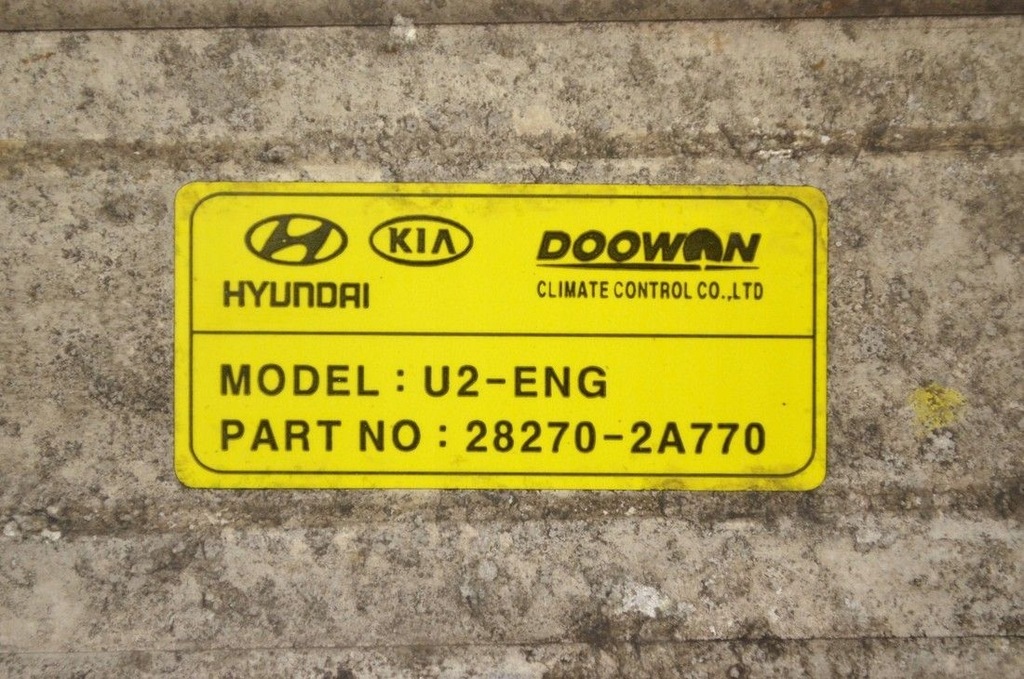 KIA
HYUNDAI
DOOWON
CLIMATE CONTROL CO.,LTD
MODEL : U2-ENG
PART NO : 28270-2A770